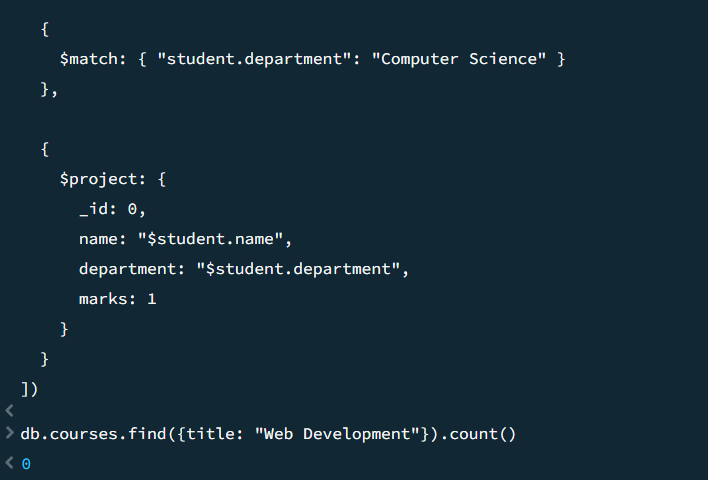 {
$match: { "student.department": "Computer Science" }
},
{
$project: {
_id: 0,
name: "$student.name",
department: "$student.department",
marks: 1
}
}
])
<
> db.courses.find({title: "Web Development"}).count()
< 0